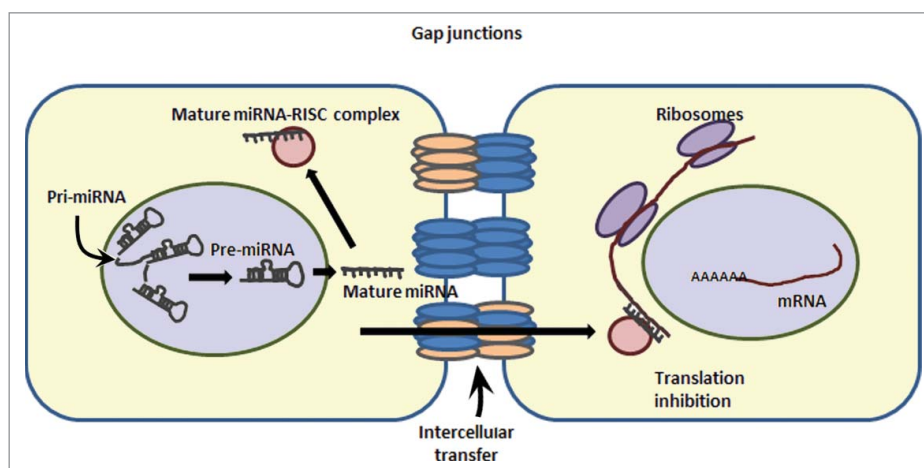 Gap junctions
Mature miRNA-RISC complex
Ribosomes
Pri-miRNA
Pre-miRNA
Mature miRNA
AAAAAA
mRNA
Translation
inhibition
Intercellular
transfer